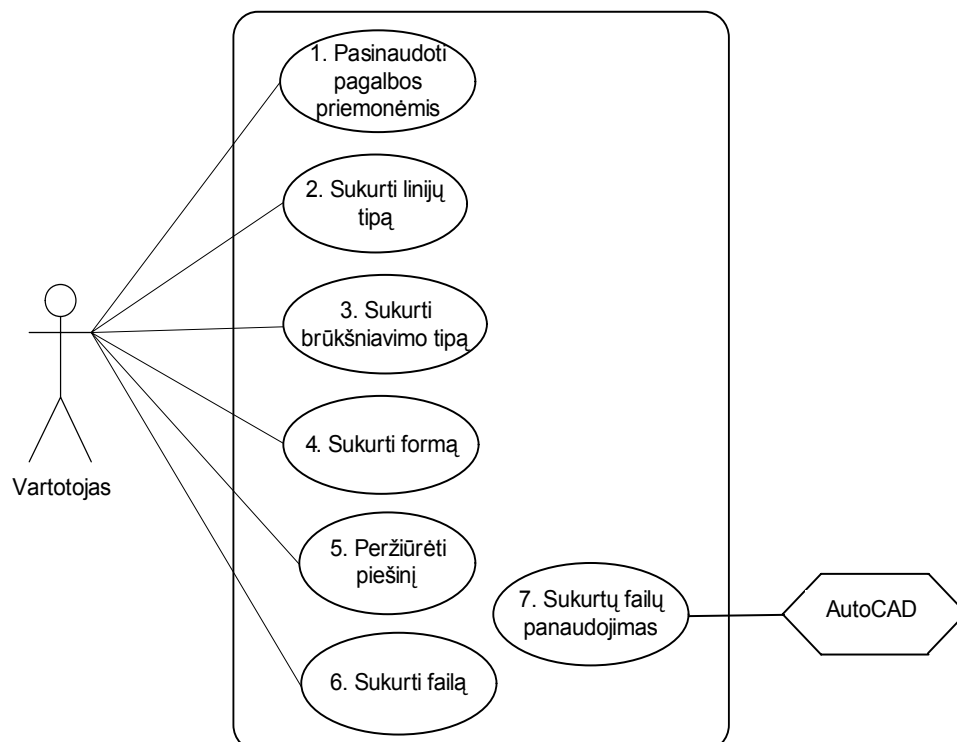 1. Pasinaudoti
pagalbos
priemonėmis
2. Sukurti linijų
tipą
3. Sukurti
brūkšniavimo tipą
4. Sukurti formą
Vartotojas
5. Peržiūrėti
piešinį
7. Sukurtų failų
panaudojimas
AutoCAD
6. Sukurti failą